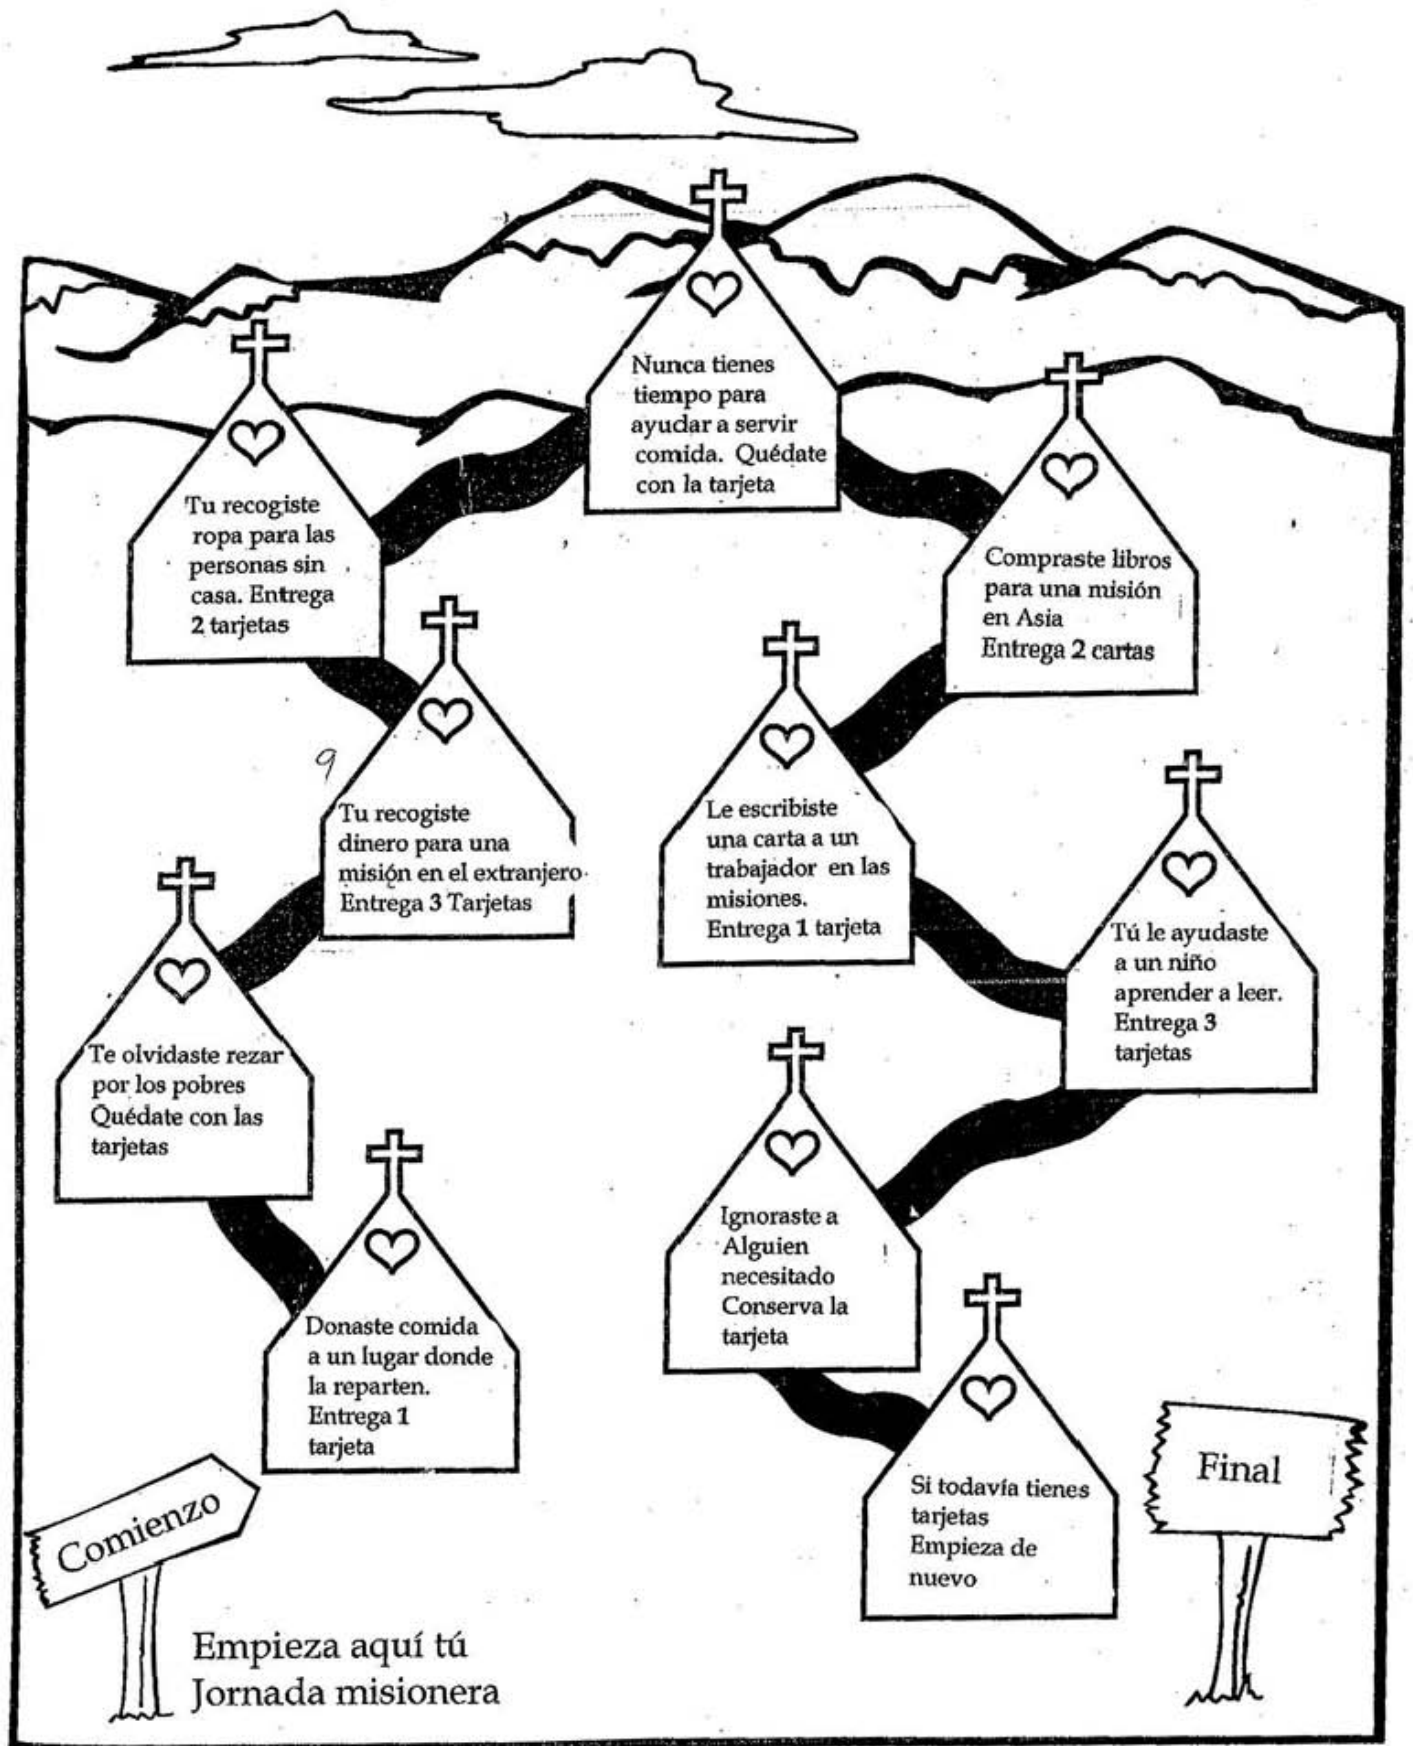 Nunca tienes
tiempo para
ayudar a servir
comida. Quédate
con la tarjeta
Tu recogiste
ropa para las
personas sin
casa. Entrega
2 tarjetas
Compraste libros
para una misión
en Asia
Entrega 2 cartas
9
Tu recogiste
dinero para una
misión en el extranjero
Entrega 3 Tarjetas
Le escribiste
una carta a un
trabajador en las
misiones.
Entrega 1 tarjeta
Tú le ayudaste
a un niño
aprender a leer.
Entrega 3
tarjetas
Te olvidaste rezar
por los pobres
Quédate con las
tarjetas
Ignoraste a
Alguien
necesitado
Conserva la
tarjeta
Donaste comida
a un lugar donde
la reparten.
Entrega 1
tarjeta
Si todavía tienes
tarjetas
Empieza de
nuevo
Final
Comienzo
Empieza aquí tú
Jornada misionera